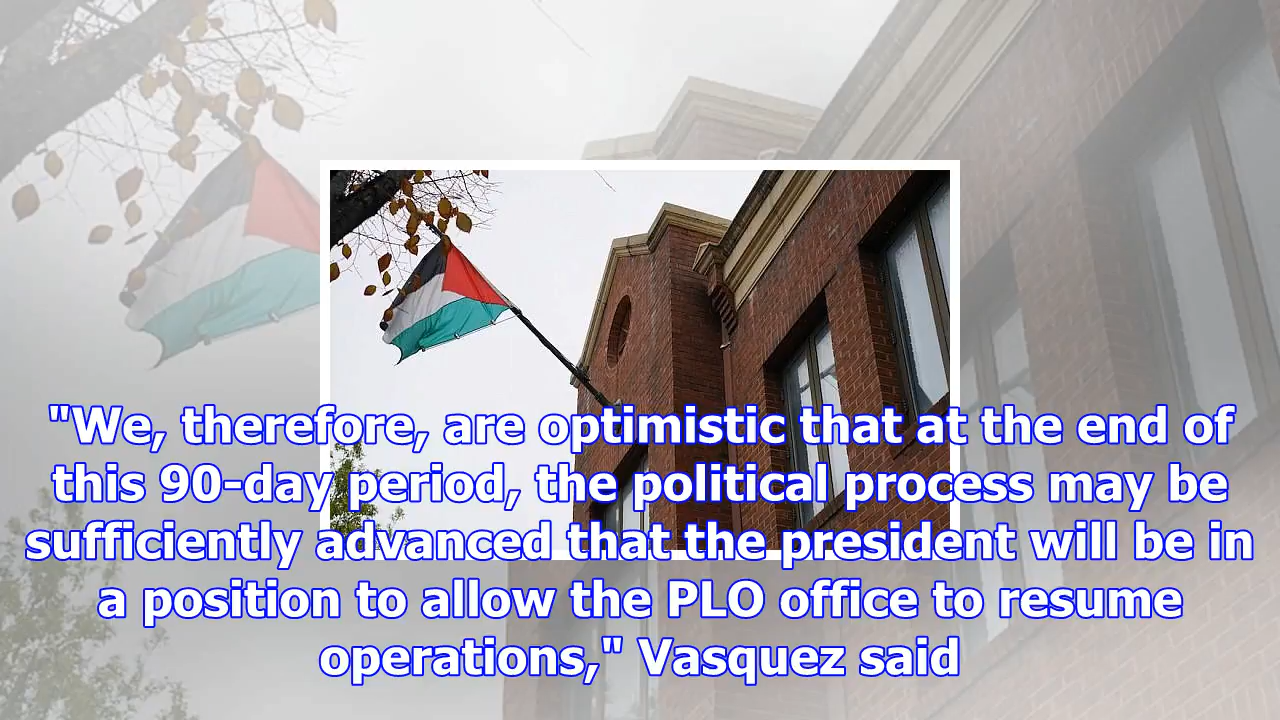 "We, therefore, are optimistic that at the end of
this 90-day period, the political process may be
sufficiently advanced that the president will be in
a position to allow the PLO office to resume
operations," Vasquez said